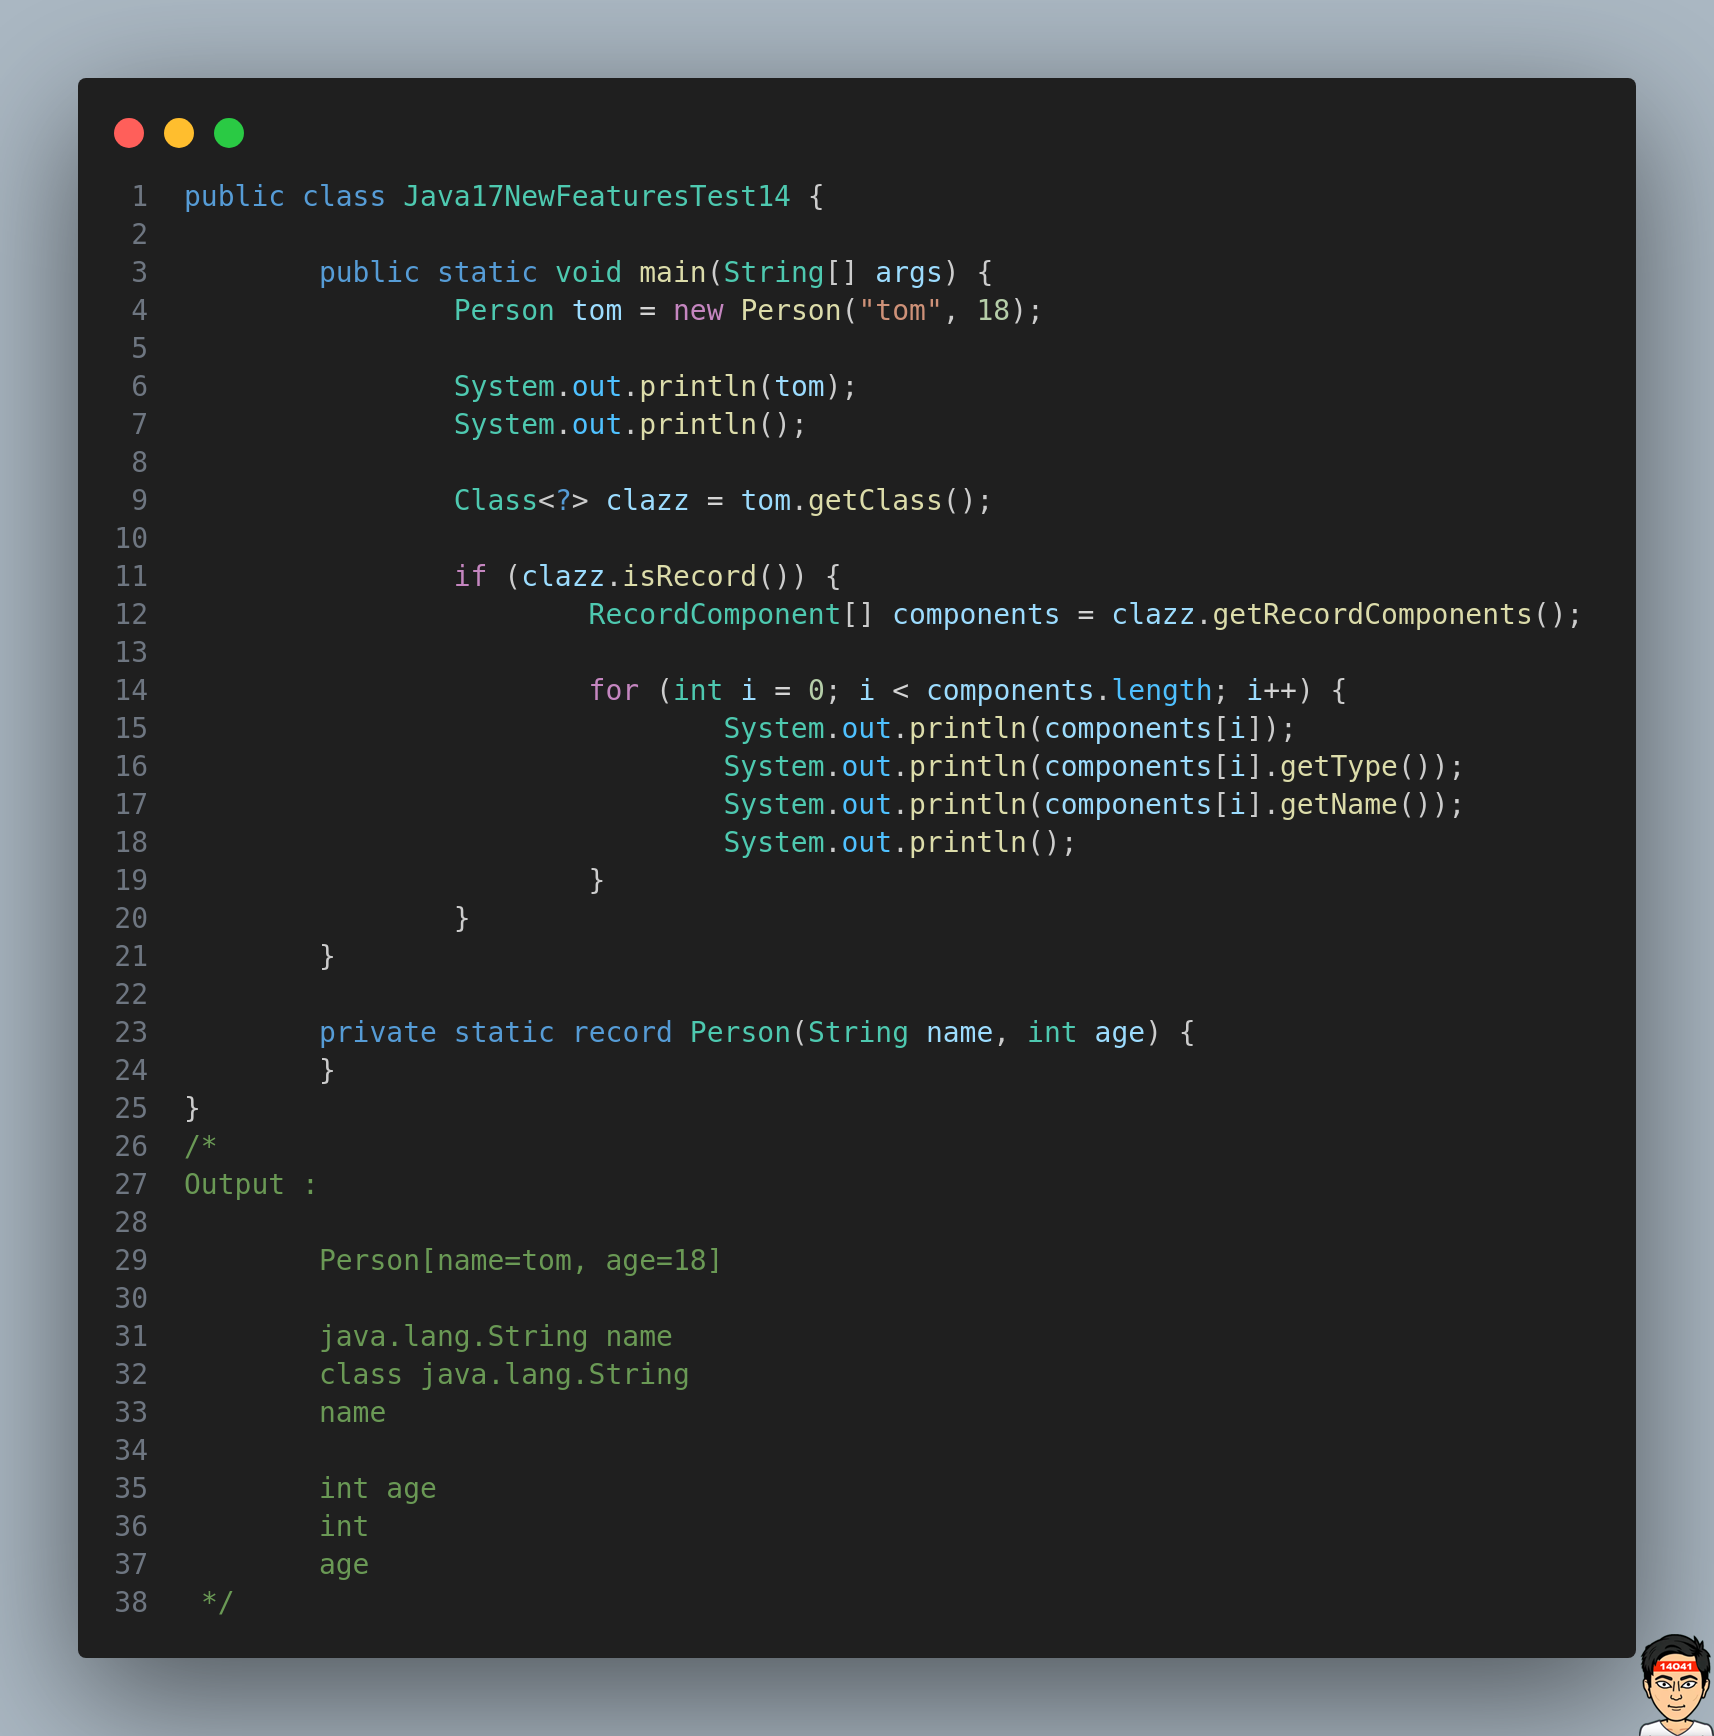 1 public class Java17NewFeaturesTest14 {
2
3 public static void main(String[] args) {
4 Person tom = new Person("tom", 18);
5
6 System.out.println(tom);
7 System.out.println();
8
9 Class<?> clazz = tom.getClass();
10
11 if (clazz.isRecord()) {
12 RecordComponent[] components = clazz.getRecordComponents();
13
14 for (int i = 0; i < components.length; i++) {
15 System.out.println(components[i]);
16 System.out.println(components[i].getType());
17 System.out.println(components[i].getName());
18 System.out.println();
19 }
20 }
21 }
22
23 private static record Person(String name, int age) {
24 }
25 }
26 /*
27 Output :
28
29 Person[name=tom, age=18]
30
31 java.lang.String name
32 class java.lang.String
33 name
34
35 int age
36 int
37 age
38 */
14041